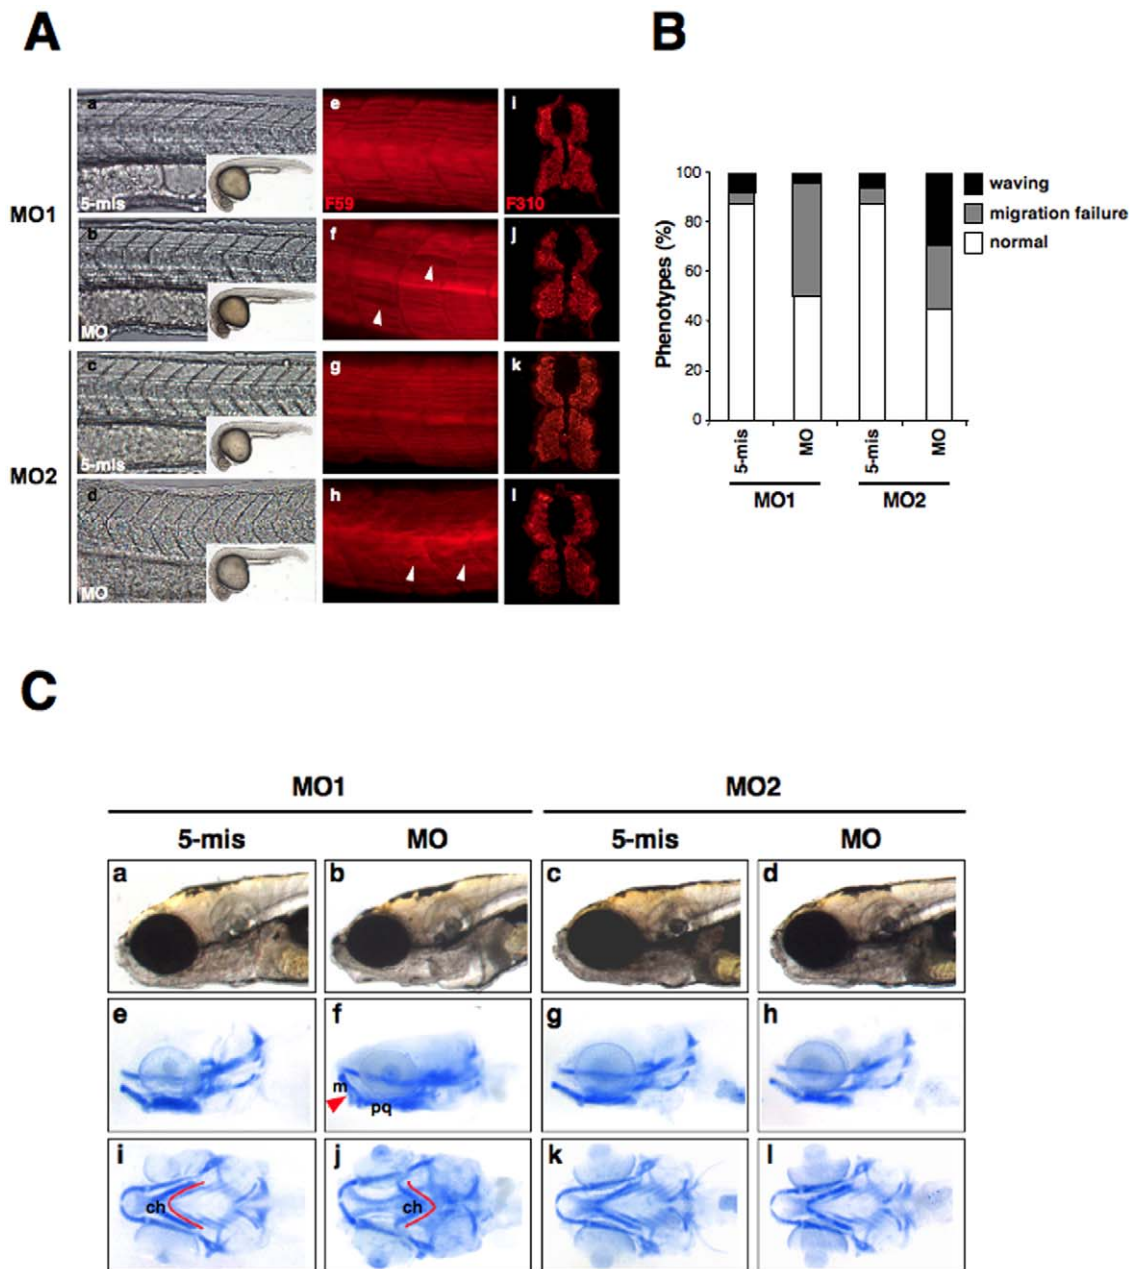 A
B
a
e
i
5-mis
F59
F310
MO1
b
f
j
MO
c
g
k
5-mis
MO2
d
h
l
MO
100
80
60
40
20
0
Phenotypes (%)
waving
migration failure
normal
5-mis
MO
5-mis
MO
MO1
MO2
C
MO1
MO2
5-mis
MO
5-mis
MO
a
b
c
d
e
f
g
h
m
pq
i
j
k
l
ch
ch